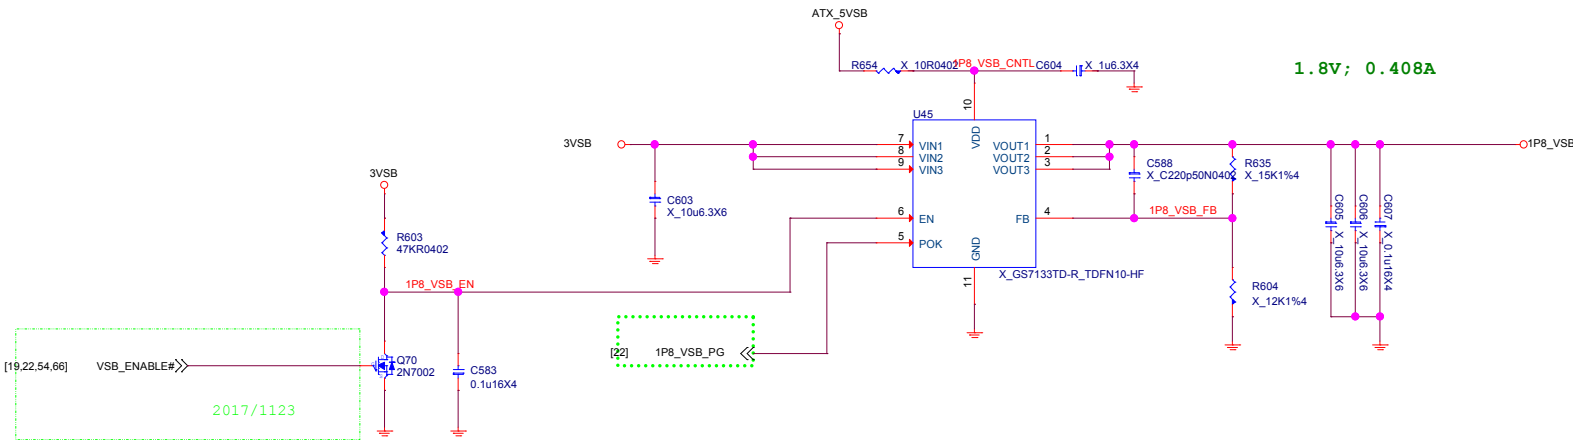 ATX_5VSB
R654
X_10R0402
1P8_VSB_CNTL
C604
X_1u6.3X4
1.8V; 0.408A
U45
10
VDD
3VSB
7
VIN1
8
VIN2
9
VIN3
VOUT1
1
VOUT2
2
VOUT3
3
1P8_VSB
C588
X_C220p50N0402
R635
X_15K1%4
3VSB
C603
X_10u6.3X6
6
EN
FB
4
1P8_VSB_FB
C605
X_10u6.3X6
C606
X_10u6.3X6
C607
X_0.1u16X4
R603
47KR0402
5
POK
GND
11
X_GS7133TD-R_TDFN10-HF
1P8_VSB_EN
R604
X_12K1%4
[22]
1P8_VSB_PG
[19,22,54,66]
VSB_ENABLE#
Q70
2N7002
C583
0.1u16X4
2017/1123